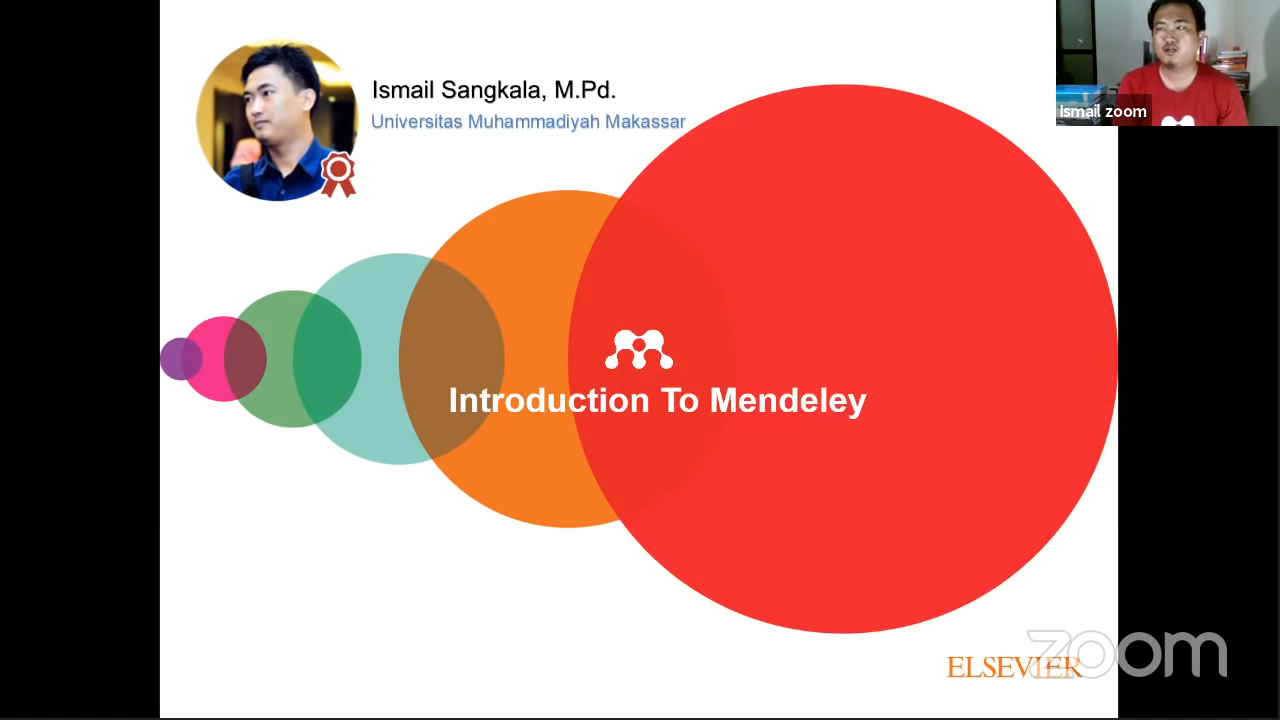 Ismail Sangkala, M.Pd.
Universitas Muhammadiyah Makassar
Ismail zoom
Introduction To Mendeley
ELSEVIER
zoom